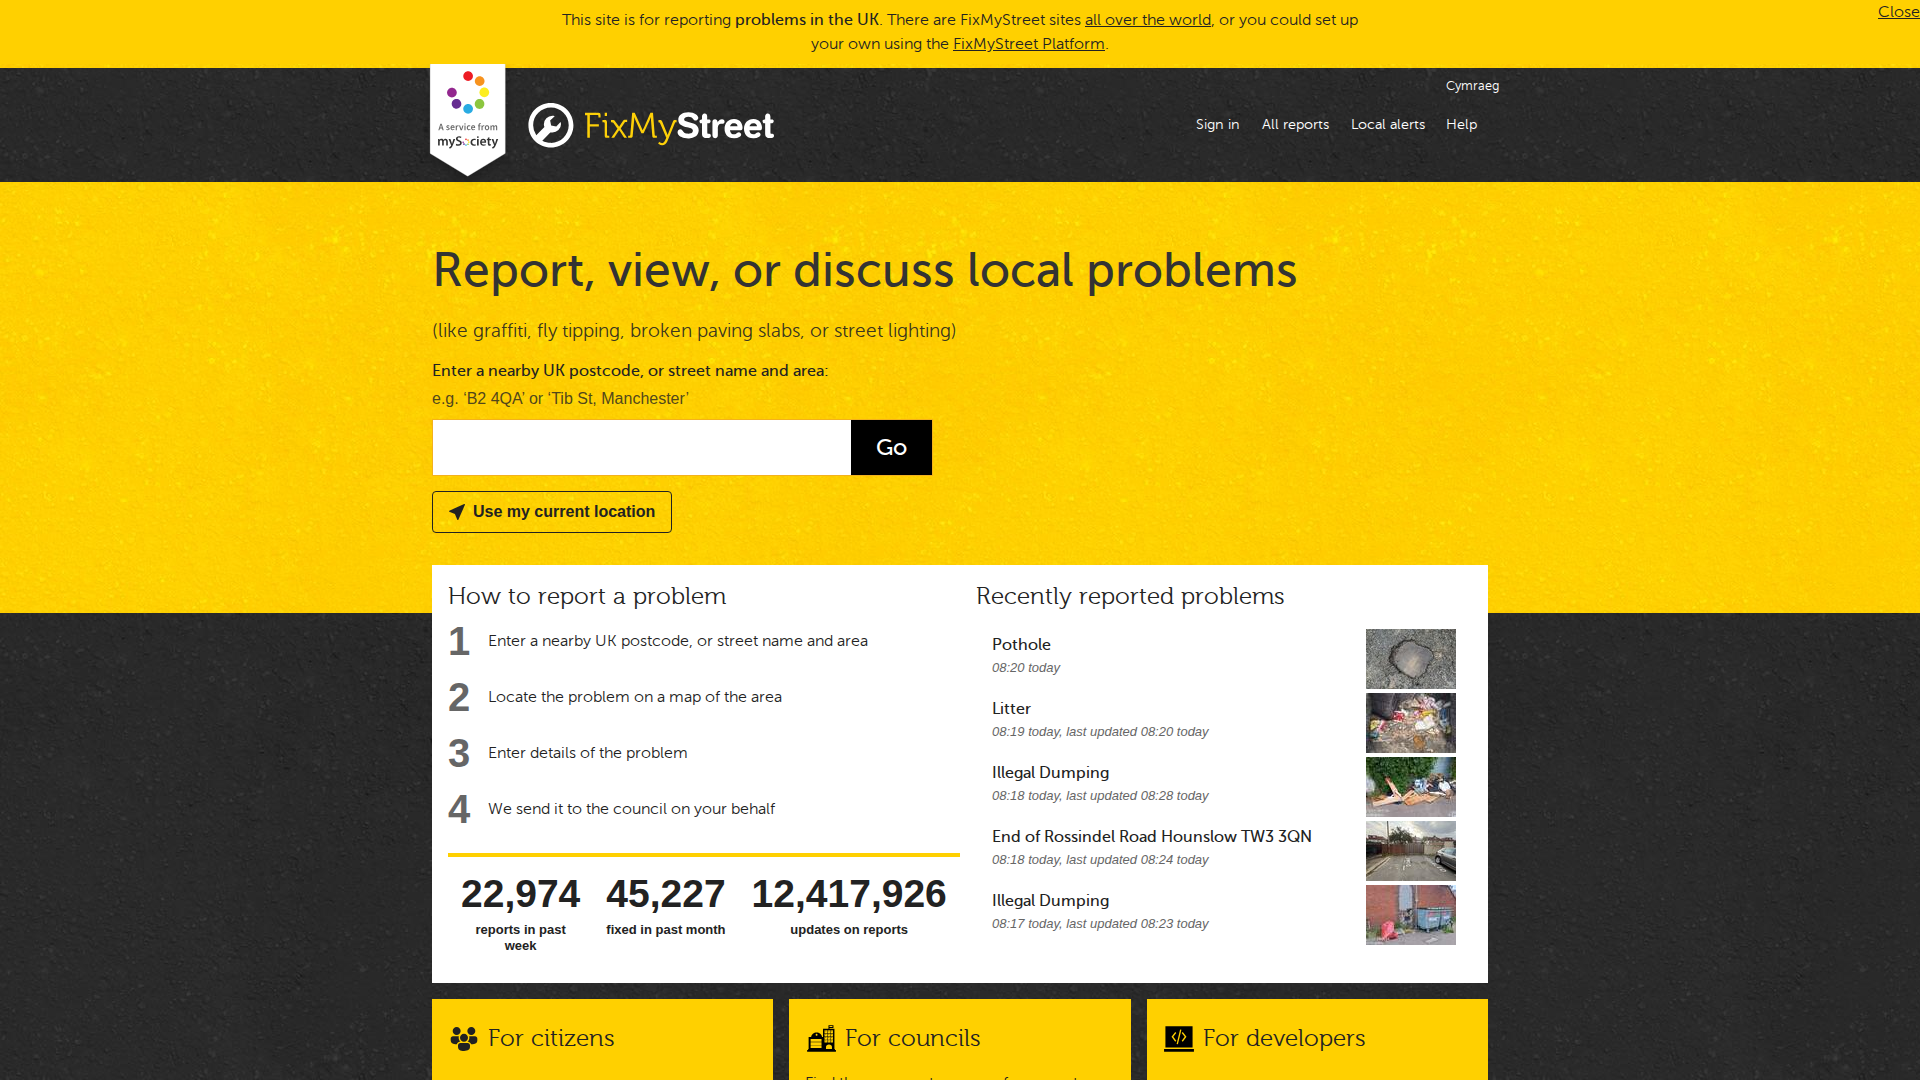 This site is for reporting problems in the UK. There are FixMyStreet sites all over the world, or you could set up
your own using the FixMyStreet Platform.
Close
A service from
mySociety
FixMyStreet
Cymraeg
Sign in
All reports
Local alerts
Help
Report, view, or discuss local problems
(like graffiti, fly tipping, broken paving slabs, or street lighting)
Enter a nearby UK postcode, or street name and area:
e.g. ‘B2 4QA’ or ‘Tib St, Manchester’
Go
Use my current location
How to report a problem
1 Enter a nearby UK postcode, or street name and area
2 Locate the problem on a map of the area
3 Enter details of the problem
4 We send it to the council on your behalf
22,974
reports in past
week
45,227
fixed in past month
12,417,926
updates on reports
Recently reported problems
Pothole
08:20 today
Litter
08:19 today, last updated 08:20 today
Illegal Dumping
08:18 today, last updated 08:28 today
End of Rossindel Road Hounslow TW3 3QN
08:18 today, last updated 08:24 today
Illegal Dumping
08:17 today, last updated 08:23 today
For citizens
For councils
For developers